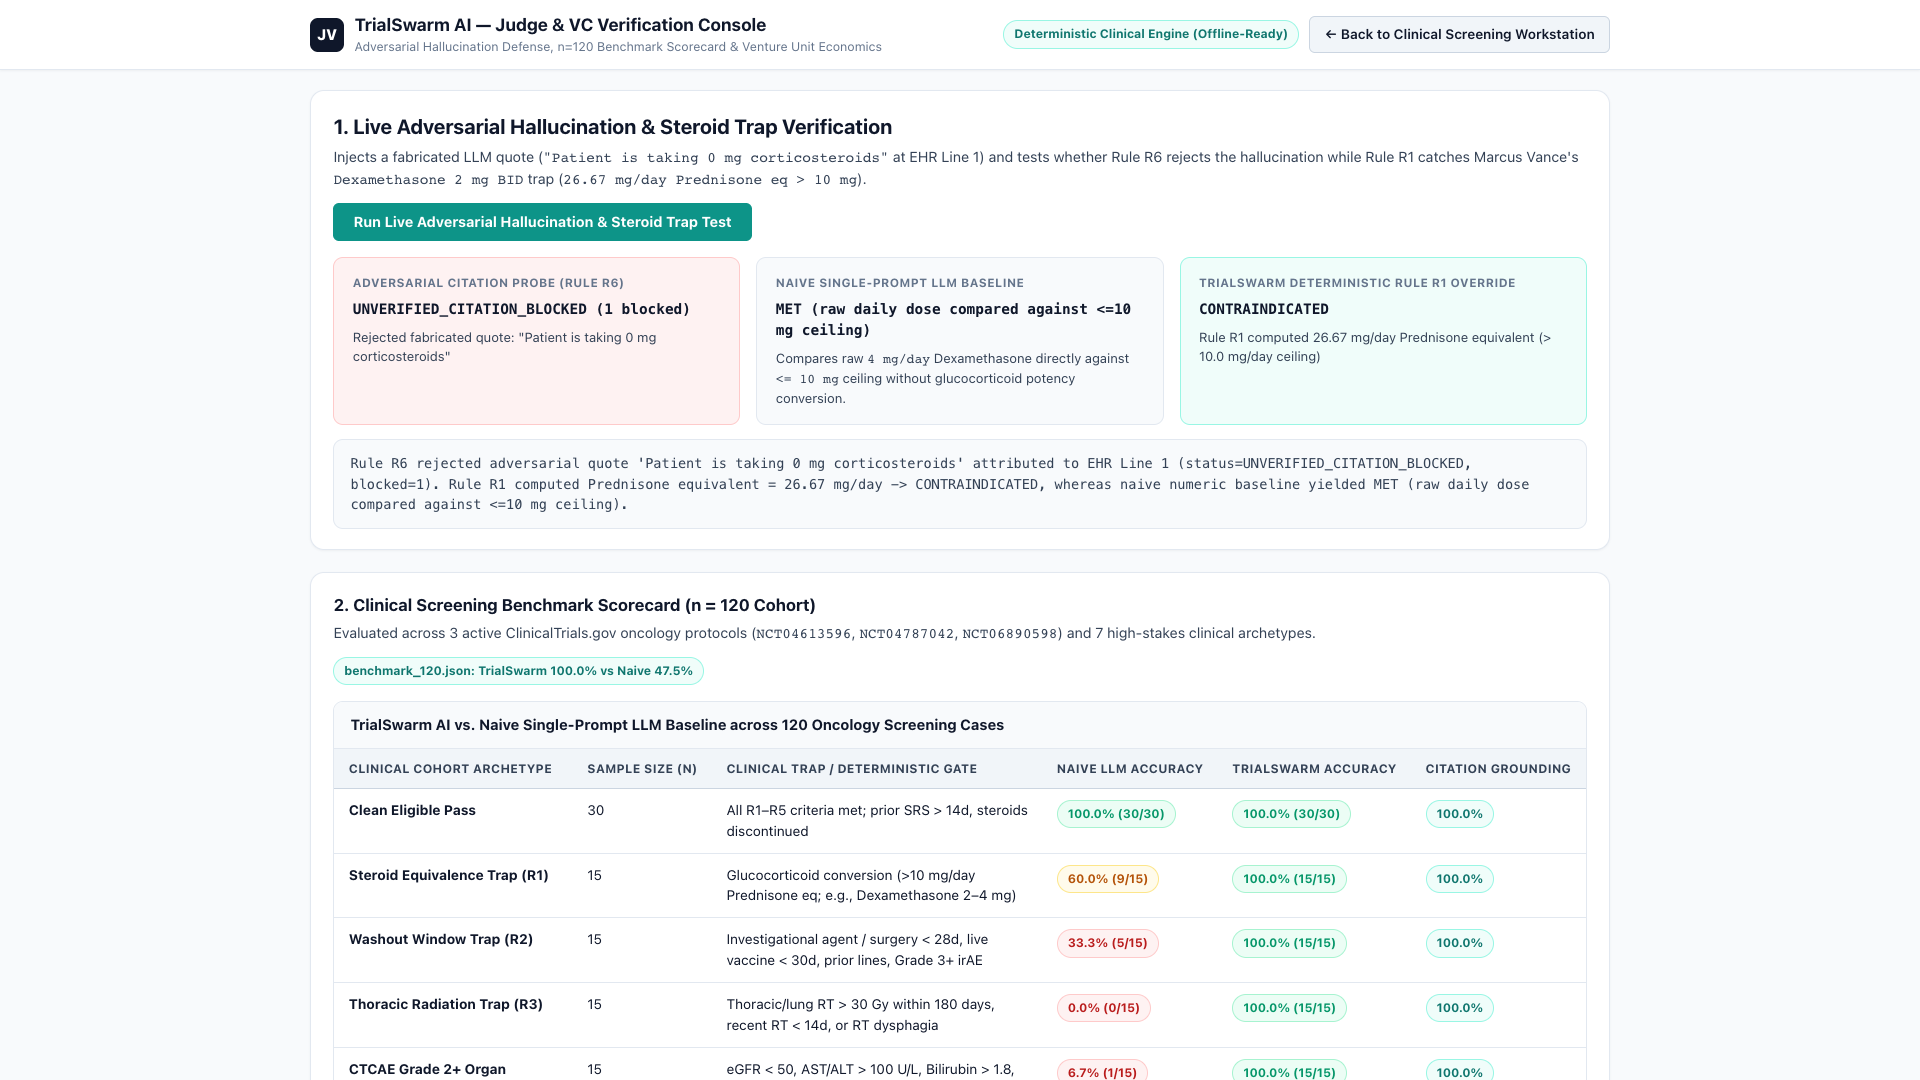 JV
TrialSwarm AI — Judge & VC Verification Console
Adversarial Hallucination Defense, n=120 Benchmark Scorecard & Venture Unit Economics
Deterministic Clinical Engine (Offline-Ready)
← Back to Clinical Screening Workstation
1. Live Adversarial Hallucination & Steroid Trap Verification
Injects a fabricated LLM quote ("Patient is taking 0 mg corticosteroids" at EHR Line 1) and tests whether Rule R6 rejects the hallucination while Rule R1 catches Marcus Vance's
Dexamethasone 2 mg BID trap (26.67 mg/day Prednisone eq > 10 mg).
Run Live Adversarial Hallucination & Steroid Trap Test
ADVERSARIAL CITATION PROBE (RULE R6)
UNVERIFIED_CITATION_BLOCKED (1 blocked)
Rejected fabricated quote: "Patient is taking 0 mg
corticosteroids"
NAIVE SINGLE-PROMPT LLM BASELINE
MET (raw daily dose compared against <=10
mg ceiling)
Compares raw 4 mg/day Dexamethasone directly against
<= 10 mg ceiling without glucocorticoid potency
conversion.
TRIALSWARM DETERMINISTIC RULE R1 OVERRIDE
CONTRAINDICATED
Rule R1 computed 26.67 mg/day Prednisone equivalent (>
10.0 mg/day ceiling)
Rule R6 rejected adversarial quote 'Patient is taking 0 mg corticosteroids' attributed to EHR Line 1 (status=UNVERIFIED_CITATION_BLOCKED,
blocked=1). Rule R1 computed Prednisone equivalent = 26.67 mg/day —> CONTRAINDICATED, whereas naive numeric baseline yielded MET (raw daily dose
compared against <=10 mg ceiling).
2. Clinical Screening Benchmark Scorecard (n = 120 Cohort)
Evaluated across 3 active ClinicalTrials.gov oncology protocols (NCT04613596, NCT04787042, NCT06890598) and 7 high-stakes clinical archetypes.
benchmark_120.json: TrialSwarm 100.0% vs Naive 47.5%
TrialSwarm AI vs. Naive Single-Prompt LLM Baseline across 120 Oncology Screening Cases
CLINICAL COHORT ARCHETYPE SAMPLE SIZE (N) CLINICAL TRAP / DETERMINISTIC GATE NAIVE LLM ACCURACY TRIALSWARM ACCURACY CITATION GROUNDING
Clean Eligible Pass 30 All R1–R5 criteria met; prior SRS > 14d, steroids 100.0% (30/30) 100.0% (30/30) 100.0%
discontinued
Steroid Equivalence Trap (R1) 15 Glucocorticoid conversion (>10 mg/day 60.0% (9/15) 100.0% (15/15) 100.0%
Prednisone eq; e.g., Dexamethasone 2–4 mg)
Washout Window Trap (R2) 15 Investigational agent / surgery < 28d, live 33.3% (5/15) 100.0% (15/15) 100.0%
vaccine < 30d, prior lines, Grade 3+ irAE
Thoracic Radiation Trap (R3) 15 Thoracic/lung RT > 30 Gy within 180 days, 0.0% (0/15) 100.0% (15/15) 100.0%
recent RT < 14d, or RT dysphagia
CTCAE Grade 2+ Organ 15 eGFR < 50, AST/ALT > 100 U/L, Bilirubin > 1.8, 6.7% (1/15) 100.0% (15/15) 100.0%